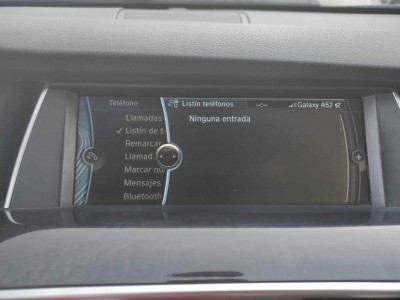 Teléfono
Listín teléfonos
--:--
Galaxy A52
Ninguna entrada
Llamadas
Listín de t
Remarcar
Llamad
Marcar nú
Mensajes
Bluetooth